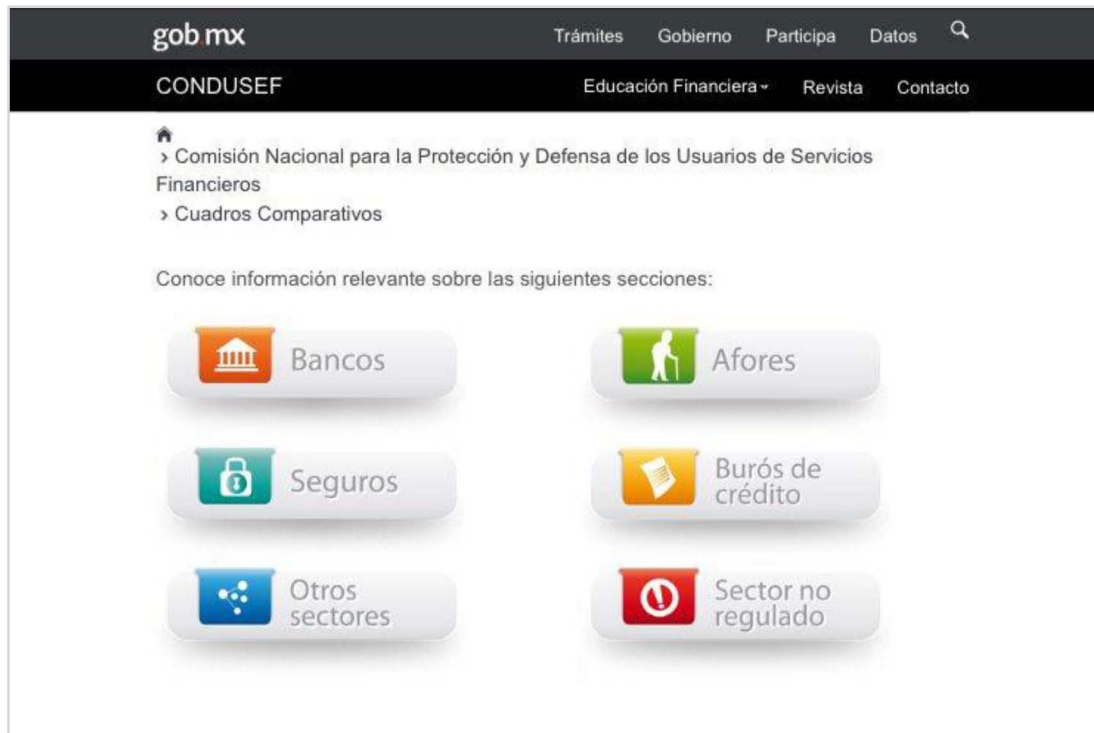 gob.mx
Trámites Gobierno Participa Datos
CONDUSEF
Educación Financiera Revista Contacto
› Comisión Nacional para la Protección y Defensa de los Usuarios de Servicios
Financieros
› Cuadros Comparativos
Conoce información relevante sobre las siguientes secciones:
Bancos
Afores
Seguros
Burós de
crédito
Otros
sectores
Sector no
regulado